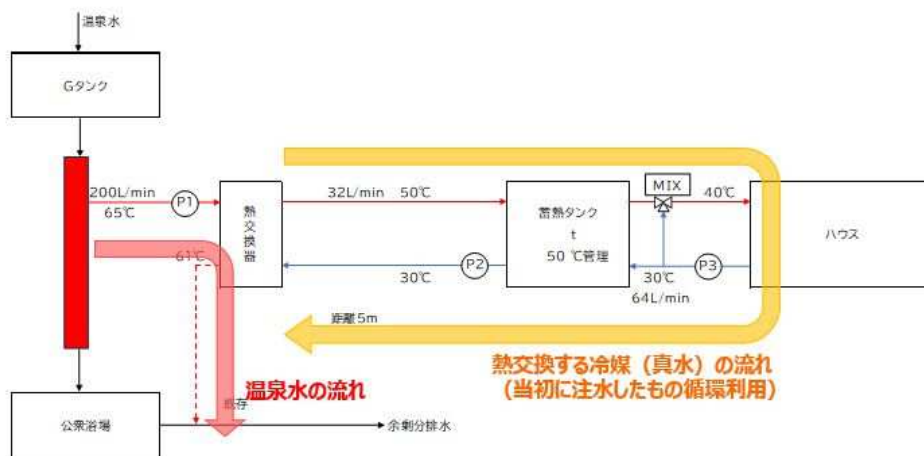 温泉水
Gタンク
200L/min
65℃
P1
61℃
熱交換器
32L/min 50℃
30℃
P2
蓄熱タンク
t
50℃管理
MIX
40℃
30℃
64L/min
P3
ハウス
距離5m
熱交換する冷媒（真水）の流れ
（当初に注水したもの循環利用）
温泉水の流れ
既存
公衆浴場
余剰分排水